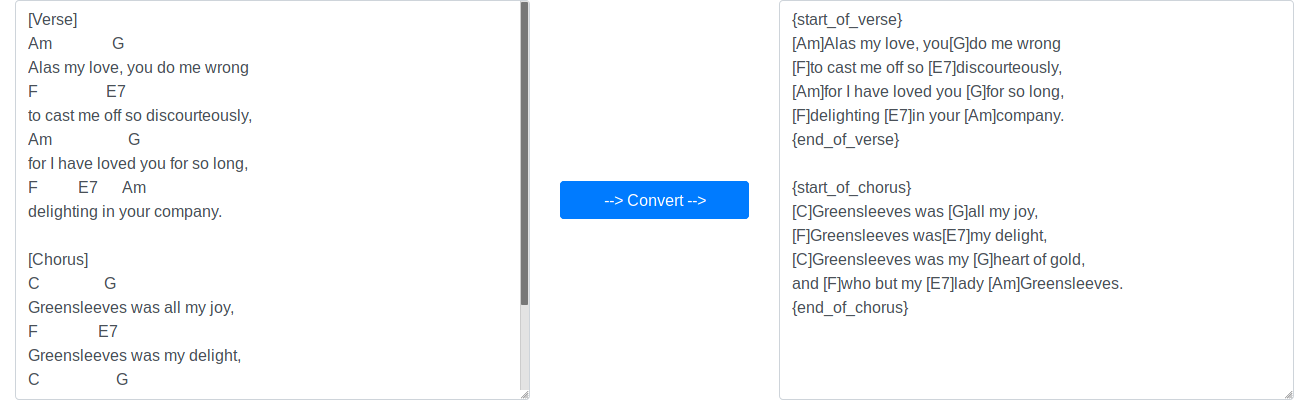 [Verse]
Am               G
Alas my love, you do me wrong
F                 E7
to cast me off so discourteously,
Am                   G
for I have loved you for so long,
F          E7      Am
delighting in your company.

[Chorus]
C                G
Greensleeves was all my joy,
F               E7
Greensleeves was my delight,
C                   G
--> Convert -->
{start_of_verse}
[Am]Alas my love, you[G]do me wrong
[F]to cast me off so [E7]discourteously,
[Am]for I have loved you [G]for so long,
[F]delighting [E7]in your [Am]company.
{end_of_verse}

{start_of_chorus}
[C]Greensleeves was [G]all my joy,
[F]Greensleeves was[E7]my delight,
[C]Greensleeves was my [G]heart of gold,
and [F]who but my [E7]lady [Am]Greensleeves.
{end_of_chorus}